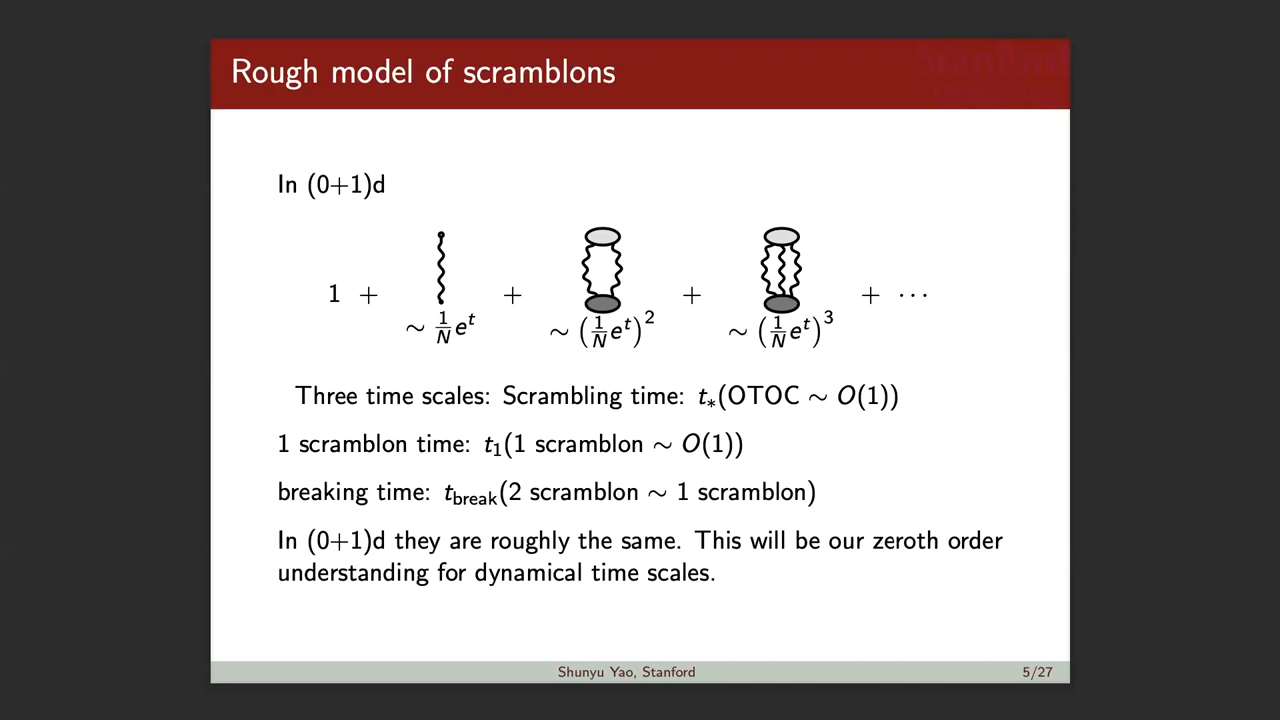 Rough model of scramblons
In (0+1)d
1 + + + + ⋯
∼ 1/N e^t ∼ (1/N e^t)^2 ∼ (1/N e^t)^3
Three time scales: Scrambling time: t_*(OTOC ∼ O(1))
1 scramblon time: t_1(1 scramblon ∼ O(1))
breaking time: t_break(2 scramblon ∼ 1 scramblon)
In (0+1)d they are roughly the same. This will be our zeroth order
understanding for dynamical time scales.
Shunyu Yao, Stanford 5/27